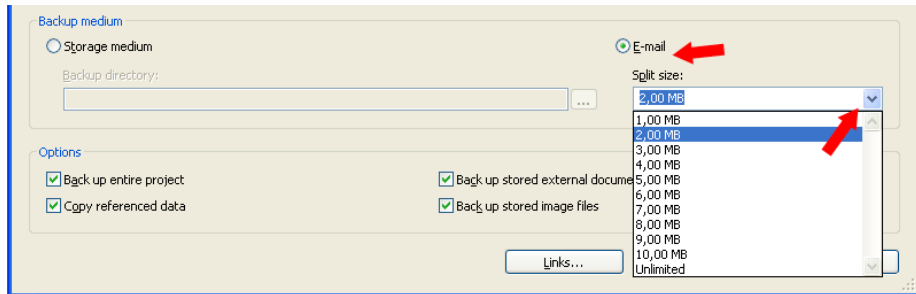 Backup medium
Storage medium
E-mail
Backup directory:
Split size:
...
2,00 MB
1,00 MB
2,00 MB
3,00 MB
4,00 MB
5,00 MB
6,00 MB
7,00 MB
8,00 MB
9,00 MB
10,00 MB
Unlimited
Options
Back up entire project
Back up stored external docume
Copy referenced data
Back up stored image files
Links...